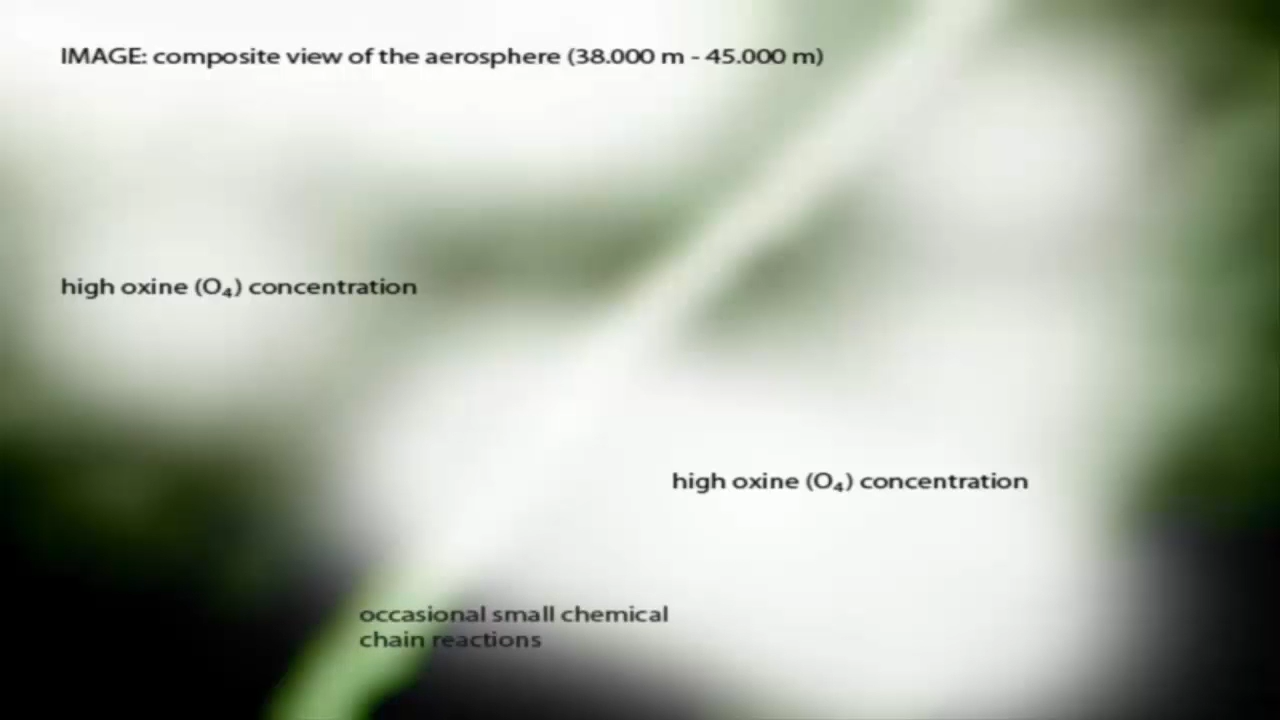 IMAGE: composite view of the aerosphere (38.000 m - 45.000 m)
high oxine (O₄) concentration
high oxine (O₄) concentration
occasional small chemical
chain reactions